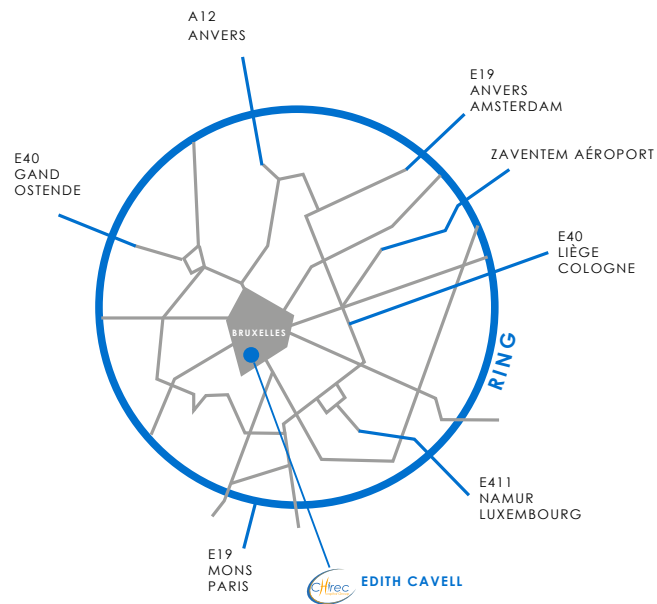 A12
ANVERS
E19
ANVERS
AMSTERDAM
ZAVENTEM AÉROPORT
E40
GAND
OSTENDE
E40
LIÈGE
COLOGNE
BRUXELLES
RING
E411
NAMUR
LUXEMBOURG
E19
MONS
PARIS
CHirec
EDITH CAVELL